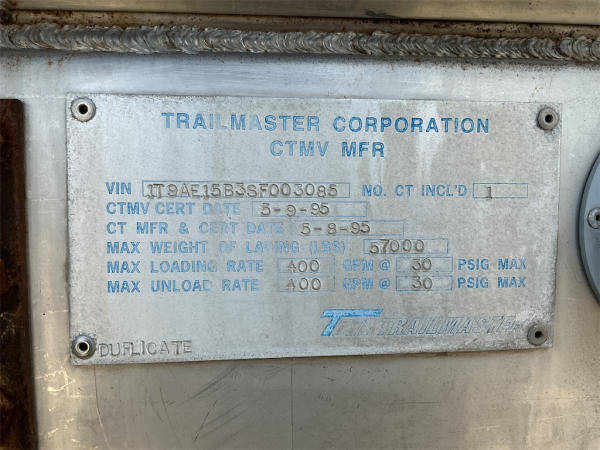 TRAILMASTER CORPORATION
CTMV MFR
VIN 1T9AE15B3SF003085 NO. CT INCL'D 1
CTMV CERT DATE 5-9-95
CT MFR & CERT DATE 5-8-95
MAX WEIGHT OF LADING (LBS) 57000
MAX LOADING RATE 400 GPM @ 30 PSIG MAX
MAX UNLOAD RATE 400 GPM @ 30 PSIG MAX
TRAILMASTER
DUPLICATE